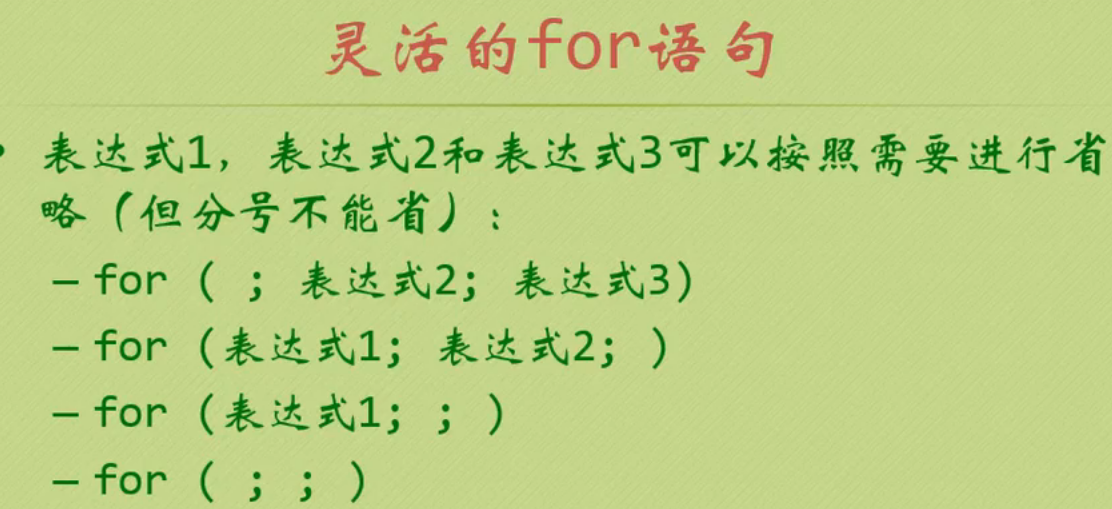 灵活的for语句
• 表达式1，表达式2和表达式3可以按照需要进行省
略（但分号不能省）：
– for ( ; 表达式2; 表达式3)
– for (表达式1; 表达式2; )
– for (表达式1; ; )
– for ( ; ; )